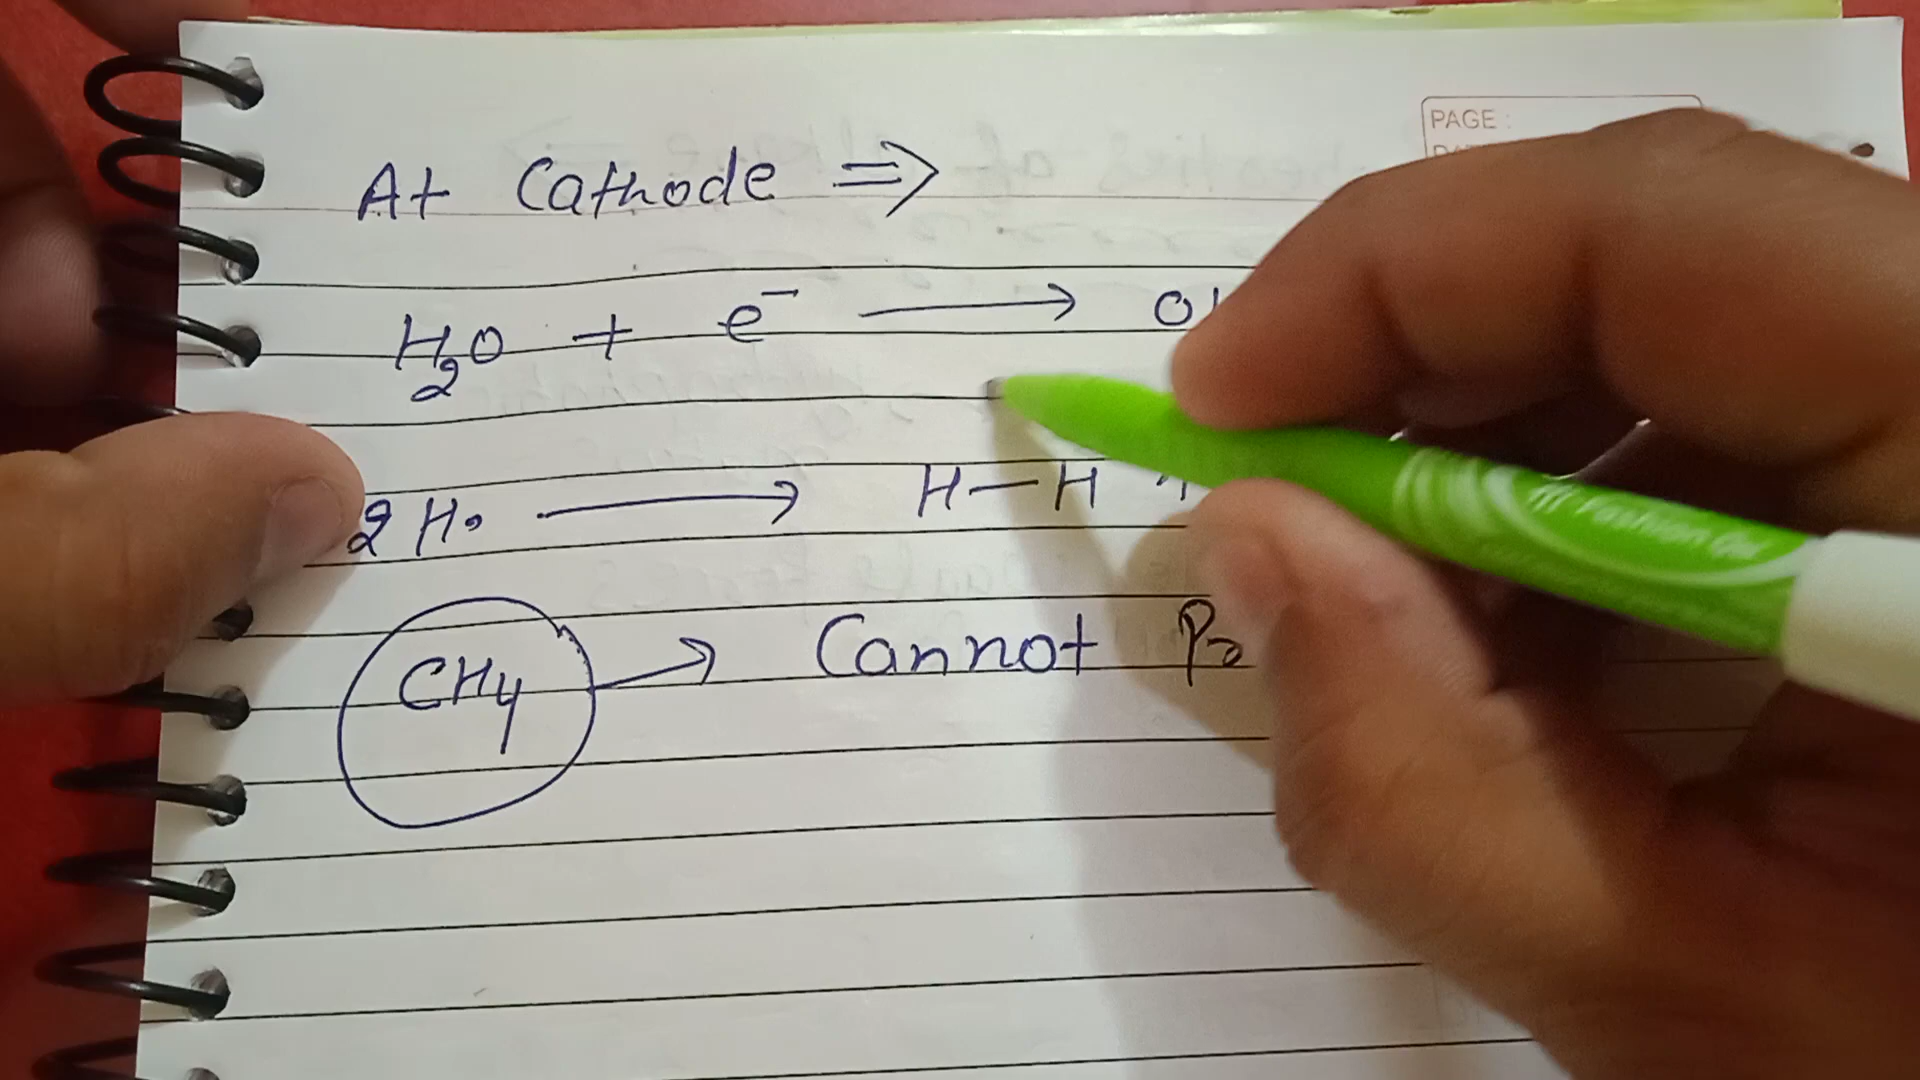 PAGE :
At Cathode ⇒
H₂O + e⁻ ⟶ O
2H• ⟶ H—H
CH4 → Cannot